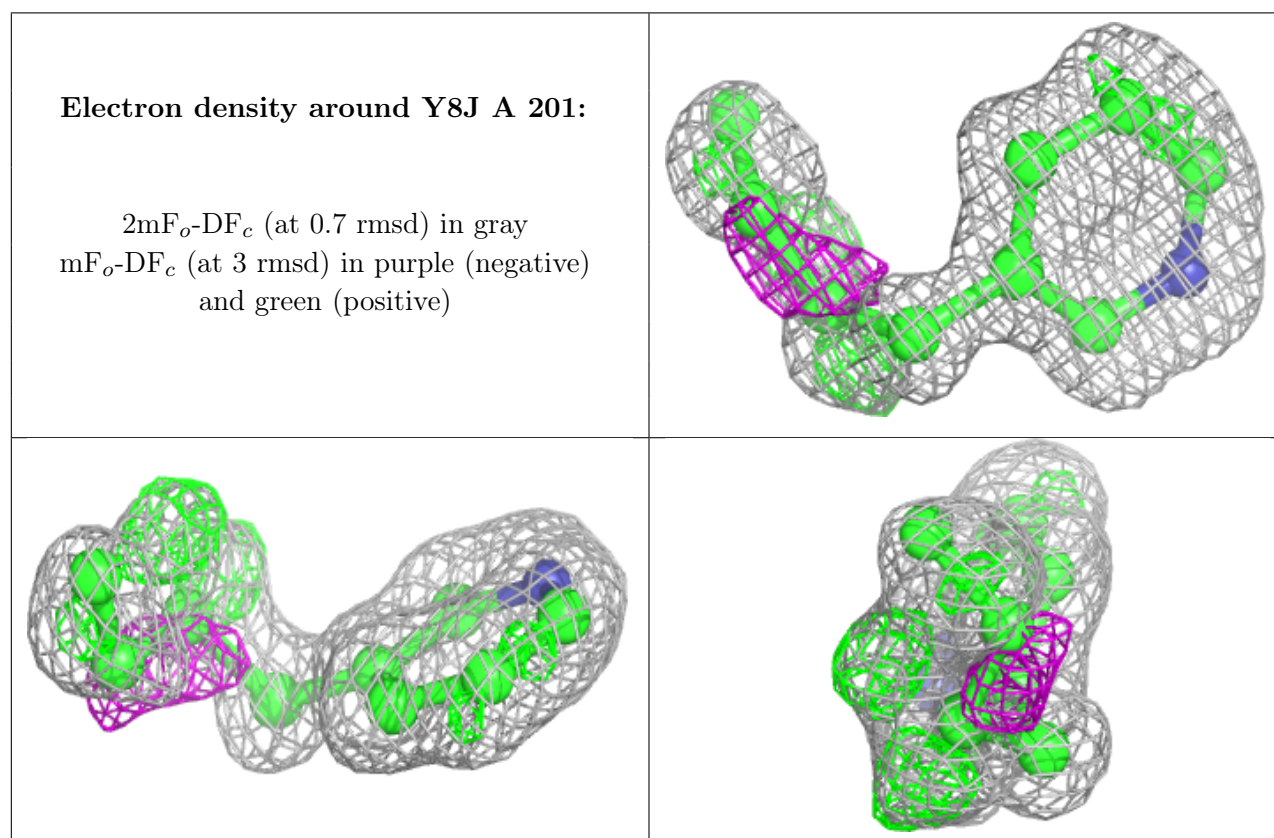 Electron density around Y8J A 201:
2mFₒ-DF𝒸 (at 0.7 rmsd) in gray
mFₒ-DF𝒸 (at 3 rmsd) in purple (negative)
and green (positive)